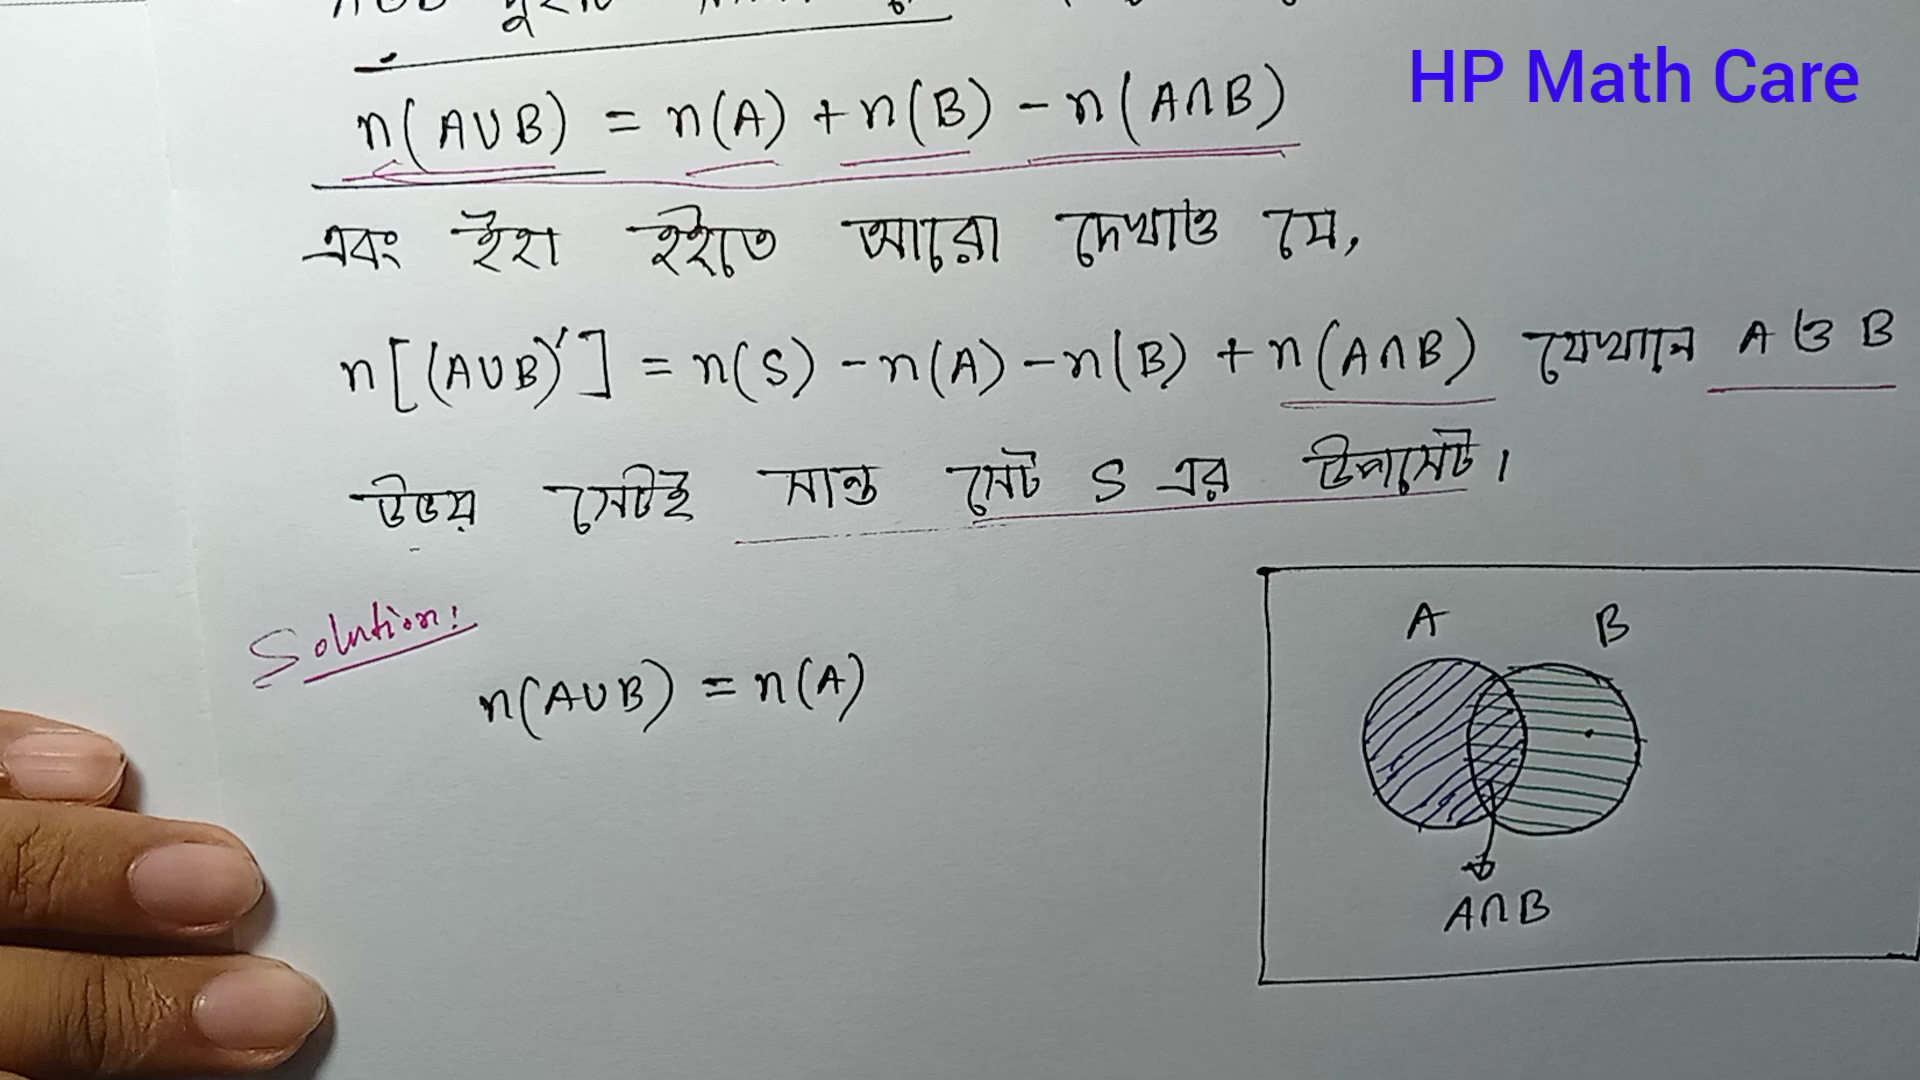 HP Math Care
n(A∪B) = n(A) + n(B) - n(A∩B)
এবং ইহা হইতে আরো দেখাও যে,
n[(A∪B)′] = n(S) - n(A) - n(B) + n(A∩B) যেখানে A ও B
উভয় সেটই সান্ত সেট S এর উপসেট।
Solution:
n(A∪B) = n(A)
A B
A∩B